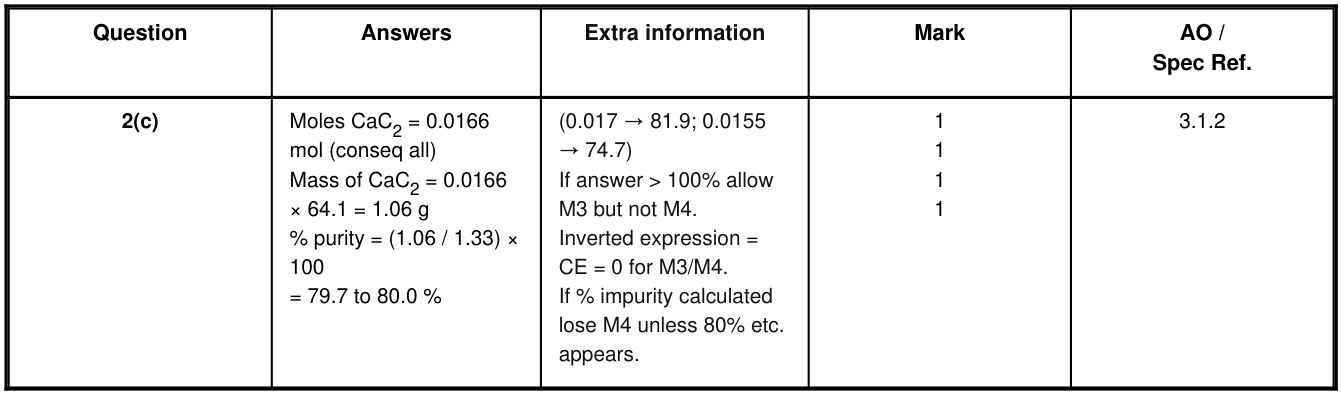 Question Answers Extra information Mark AO /
Spec Ref.
2(c) Moles CaC₂ = 0.0166 (0.017 → 81.9; 0.0155 1 3.1.2
mol (conseq all) → 74.7) 1
Mass of CaC₂ = 0.0166 If answer > 100% allow 1
× 64.1 = 1.06 g M3 but not M4. 1
% purity = (1.06 / 1.33) × Inverted expression =
100 CE = 0 for M3/M4.
= 79.7 to 80.0 % If % impurity calculated
lose M4 unless 80% etc.
appears.